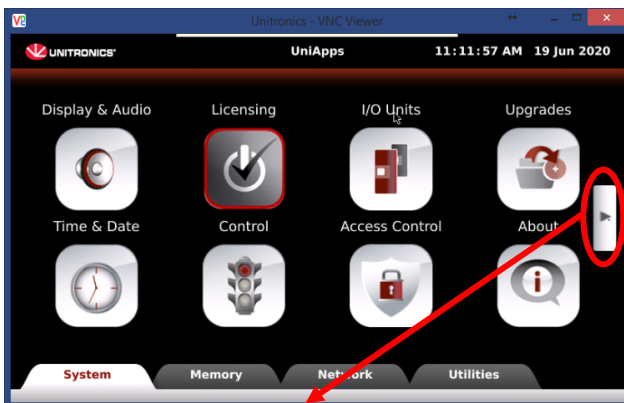 V2 Unitronics - VNC Viewer
UNITRONICS UniApps 11:11:57 AM 19 Jun 2020
Display & Audio Licensing I/O Units Upgrades
Time & Date Control Access Control About
System Memory Network Utilities